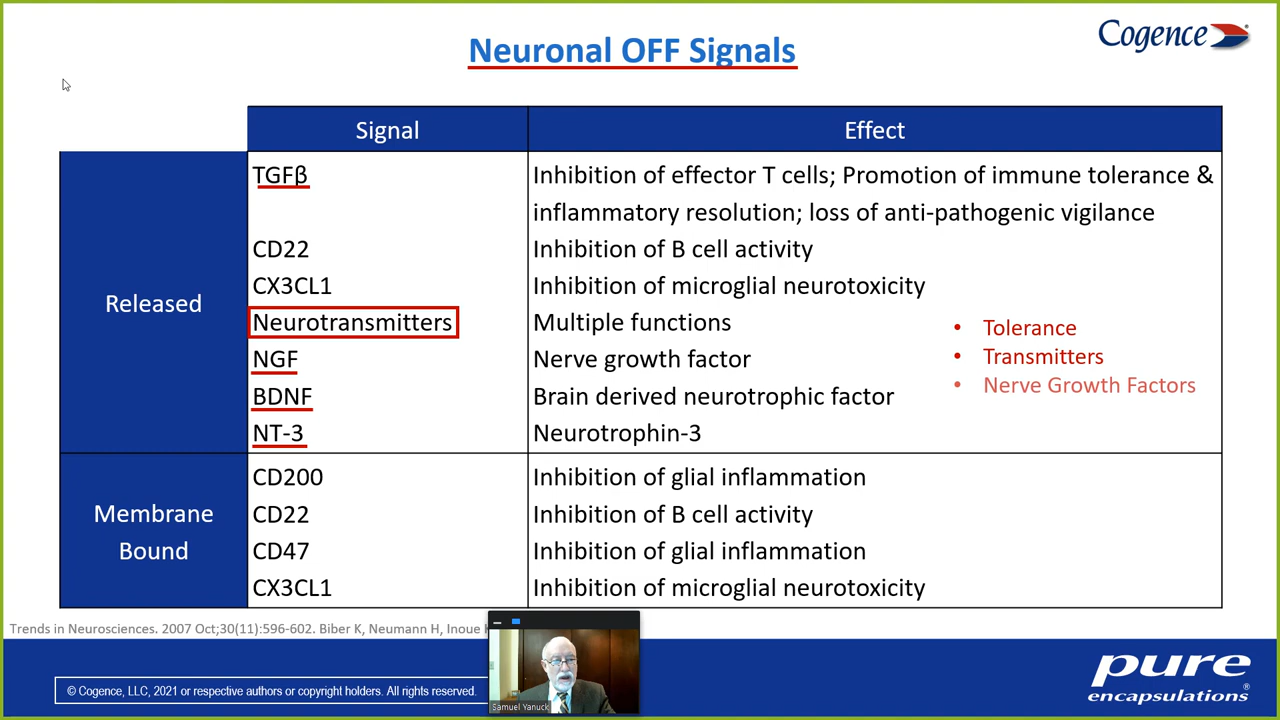 Neuronal OFF Signals
Cogence
Signal
Effect
Released
TGFβ
Inhibition of effector T cells; Promotion of immune tolerance &
inflammatory resolution; loss of anti-pathogenic vigilance
CD22
Inhibition of B cell activity
CX3CL1
Inhibition of microglial neurotoxicity
Neurotransmitters
Multiple functions
NGF
Nerve growth factor
BDNF
Brain derived neurotrophic factor
NT-3
Neurotrophin-3
• Tolerance
• Transmitters
• Nerve Growth Factors
Membrane
Bound
CD200
Inhibition of glial inflammation
CD22
Inhibition of B cell activity
CD47
Inhibition of glial inflammation
CX3CL1
Inhibition of microglial neurotoxicity
Trends in Neurosciences. 2007 Oct;30(11):596-602. Biber K, Neumann H, Inoue
© Cogence, LLC, 2021 or respective authors or copyright holders. All rights reserved.
Samuel Yanuck
pure
encapsulations®